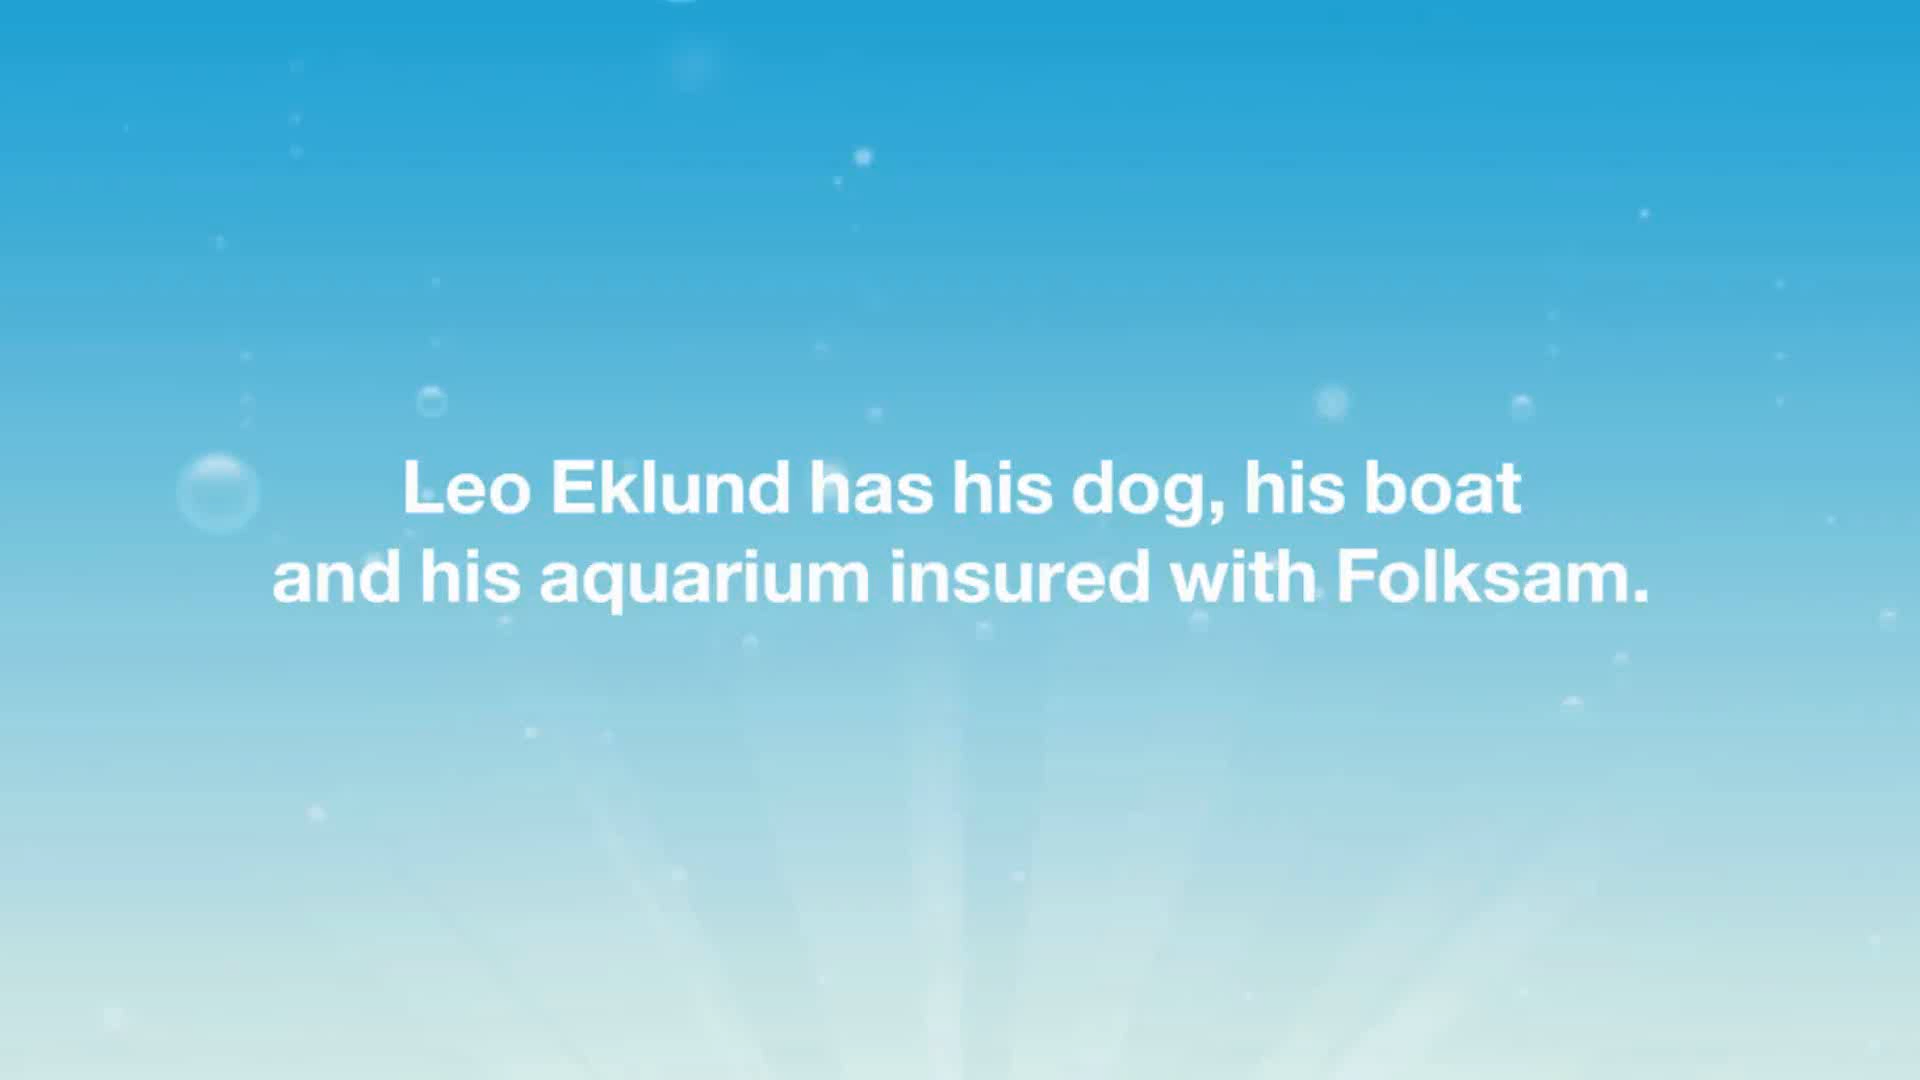 Leo Eklund has his dog, his boat
and his aquarium insured with Folksam.